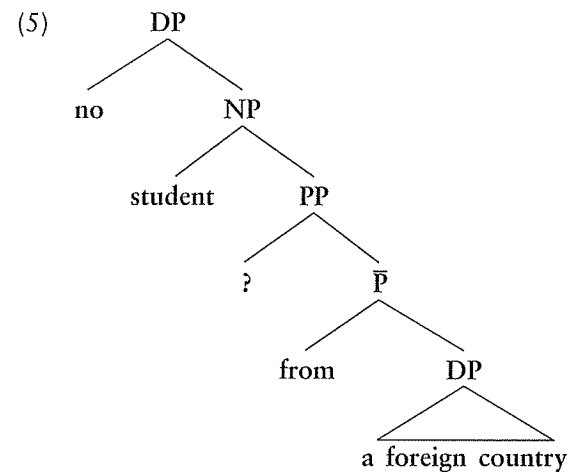 (5) DP
no NP
student PP
? P̅
from DP
a foreign country